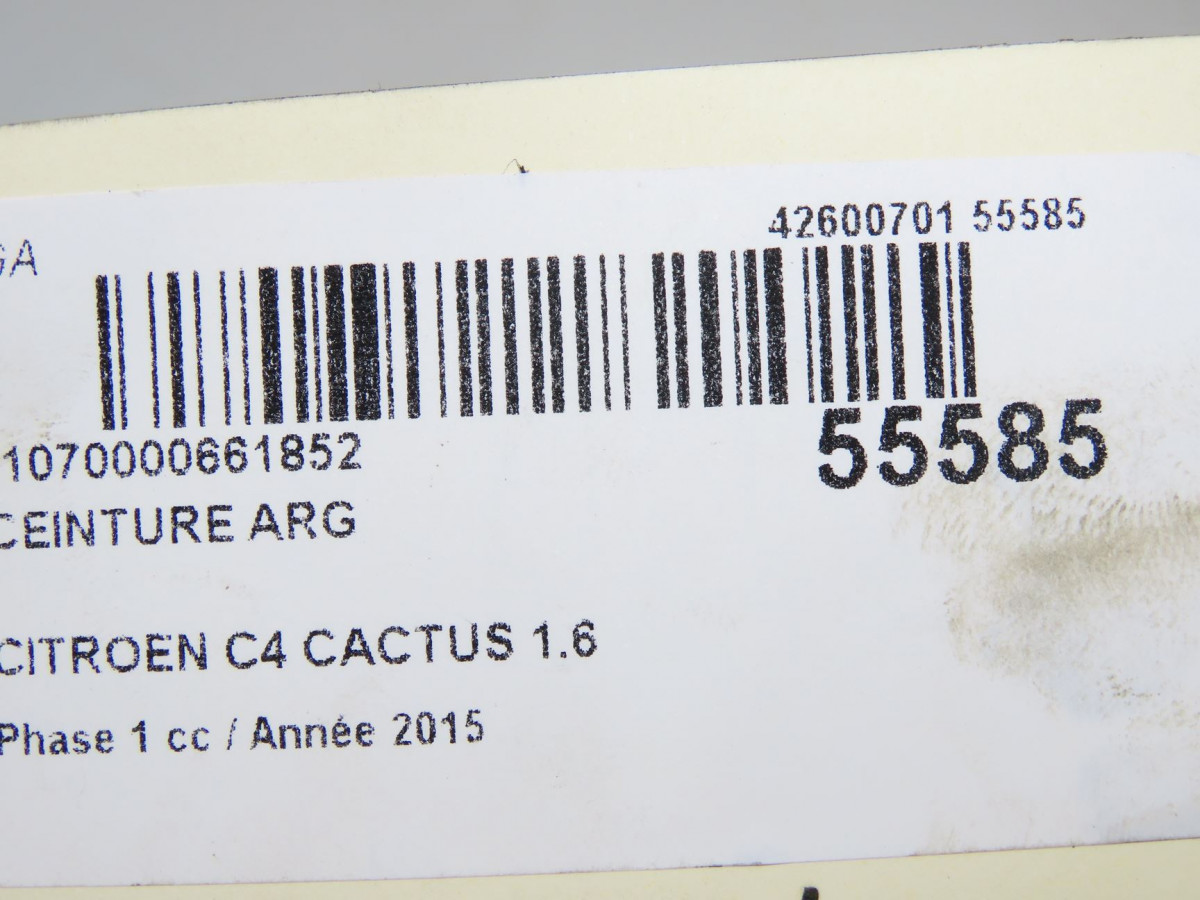 42600701 55585
GA
55585
1070000661852
CEINTURE ARG
CITROEN C4 CACTUS 1.6
Phase 1 cc / Année 2015